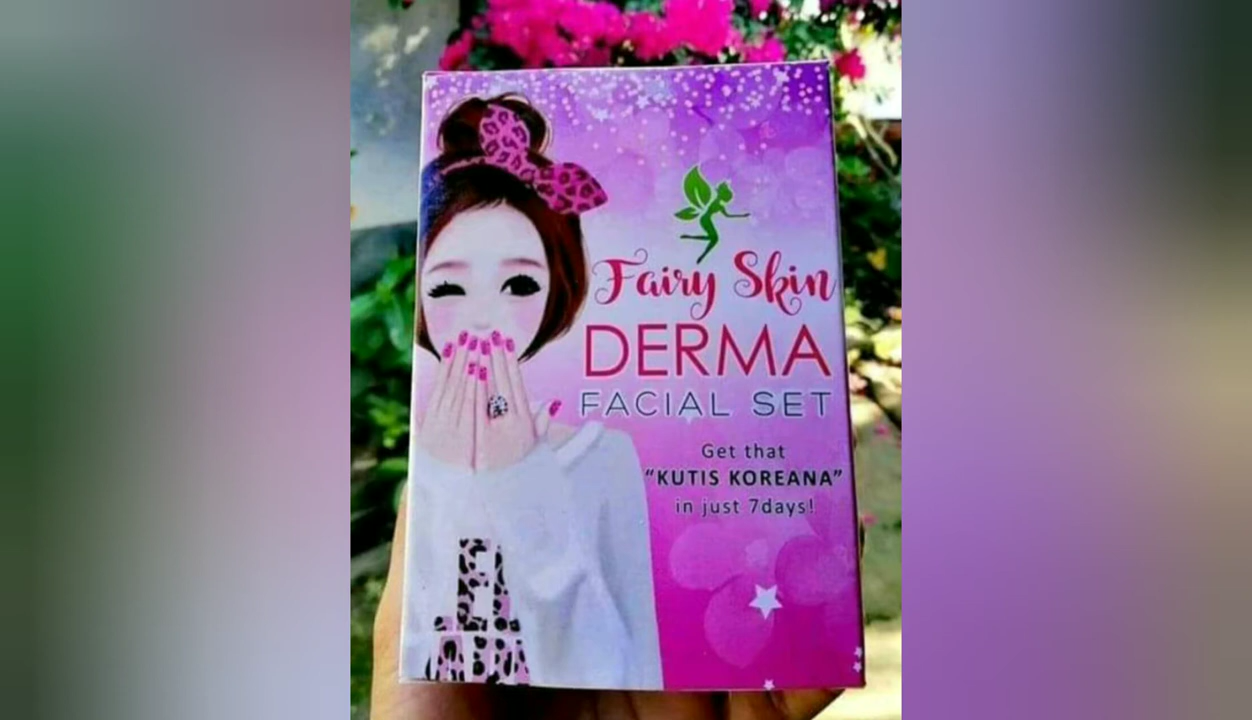 Fairy Skin
DERMA
FACIAL SET
Get that
"KUTIS KOREANA"
in just 7days!